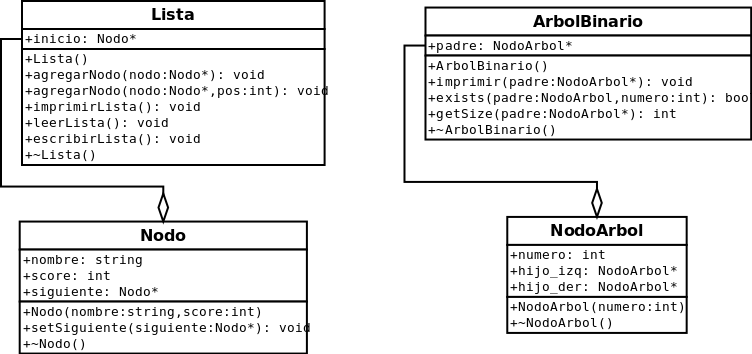 Lista
+inicio: Nodo*
+Lista()
+agregarNodo(nodo:Nodo*): void
+agregarNodo(nodo:Nodo*,pos:int): void
+imprimirLista(): void
+leerLista(): void
+escribirLista(): void
+~Lista()
Nodo
+nombre: string
+score: int
+siguiente: Nodo*
+Nodo(nombre:string,score:int)
+setSiguiente(siguiente:Nodo*): void
+~Nodo()
ArbolBinario
+padre: NodoArbol*
+ArbolBinario()
+imprimir(padre:NodoArbol*): void
+exists(padre:NodoArbol,numero:int): boo
+getSize(padre:NodoArbol*): int
+~ArbolBinario()
NodoArbol
+numero: int
+hijo_izq: NodoArbol*
+hijo_der: NodoArbol*
+NodoArbol(numero:int)
+~NodoArbol()